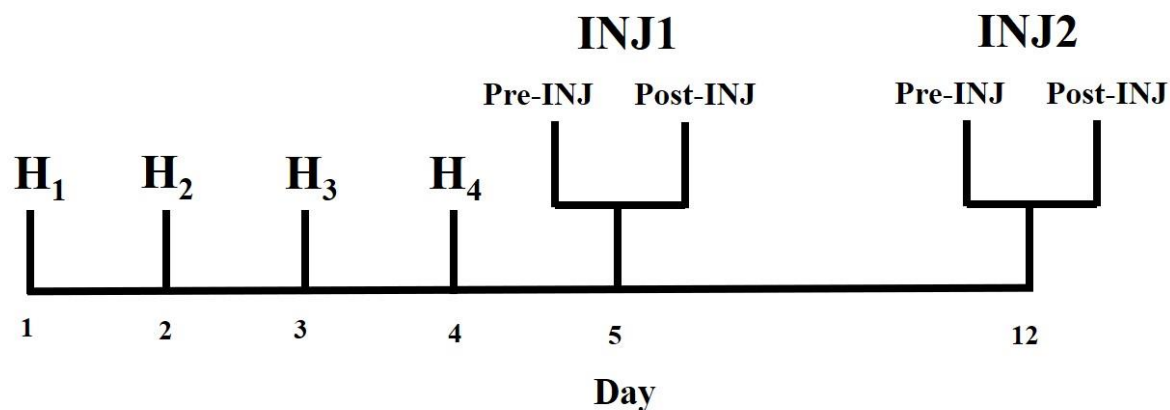 INJ1 INJ2
Pre-INJ Post-INJ Pre-INJ Post-INJ
H₁ H₂ H₃ H₄
1 2 3 4 5 12
Day